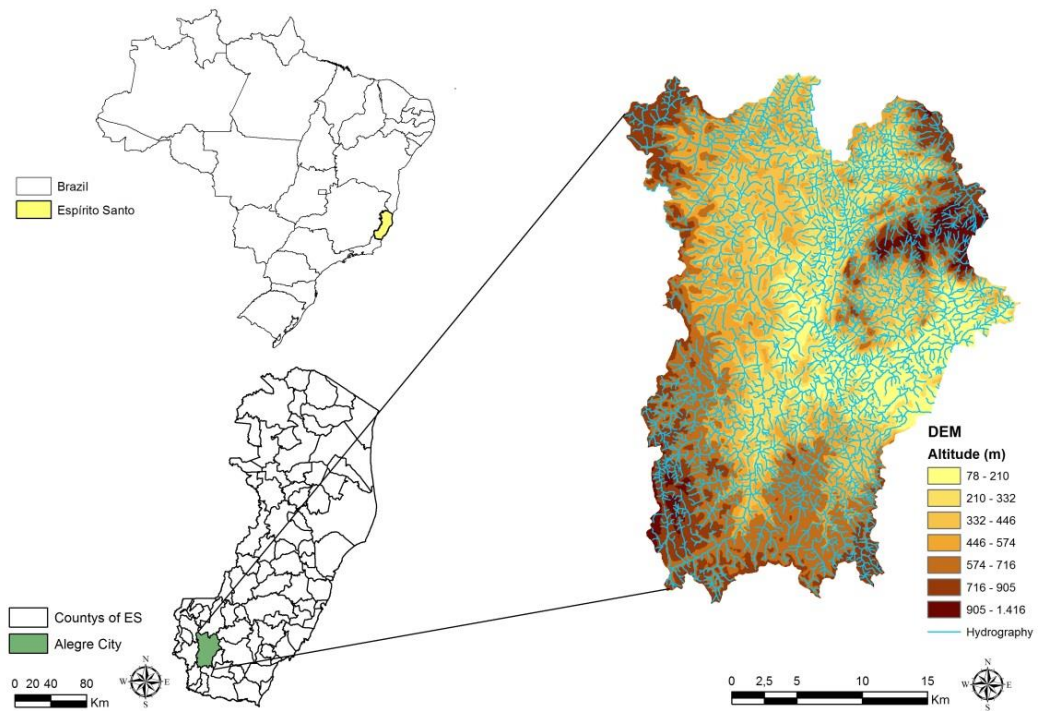 Brazil
Espírito Santo
Countys of ES
Alegre City
N
W
E
S
0 20 40 80
Km
DEM
Altitude (m)
78 - 210
210 - 332
332 - 446
446 - 574
574 - 716
716 - 905
905 - 1.416
Hydrography
0 2,5 5 10 15
Km
N
W
E
S